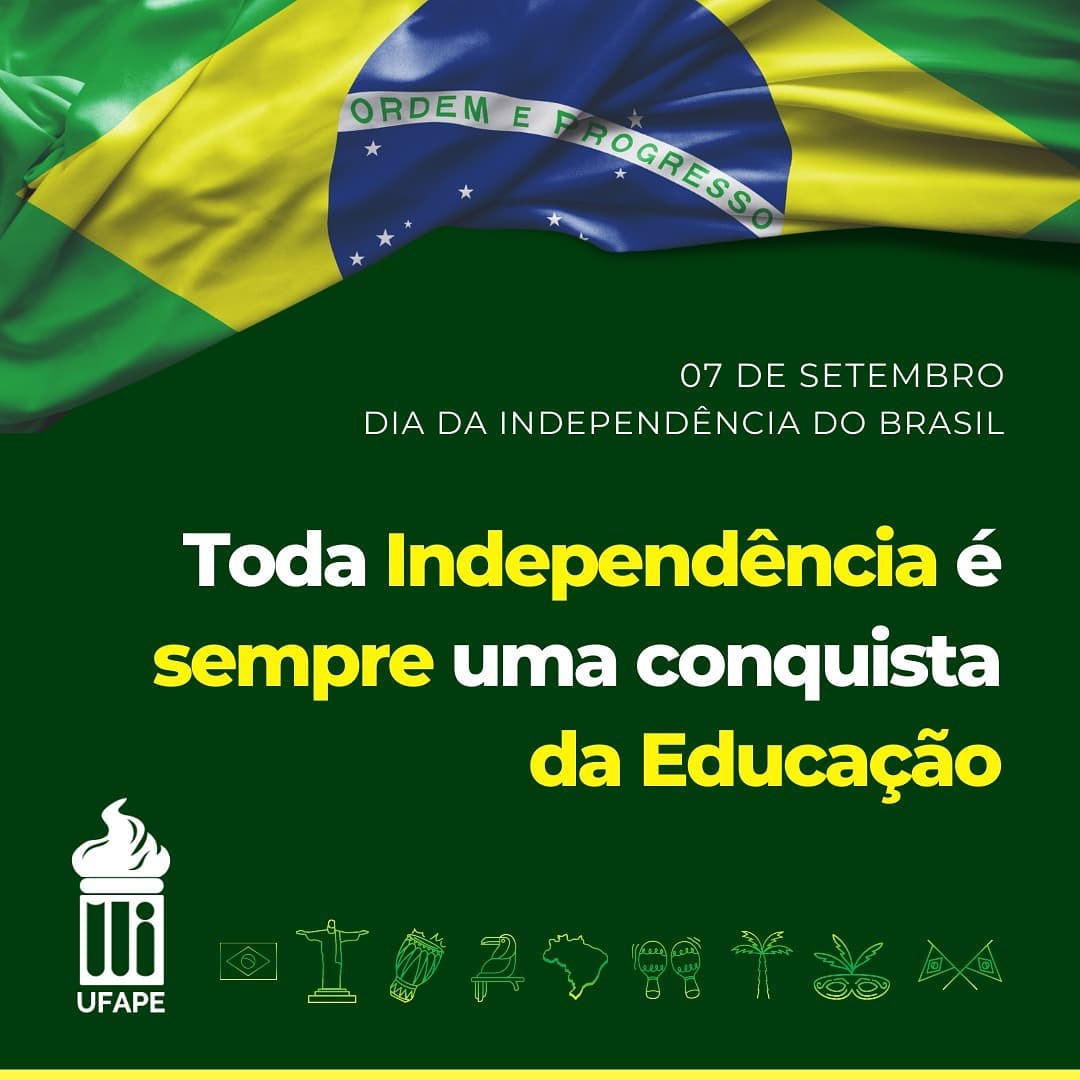 ORDEM E PROGRESSO
07 DE SETEMBRO
DIA DA INDEPENDÊNCIA DO BRASIL
Toda Independência é
sempre uma conquista
da Educação
UFAPE